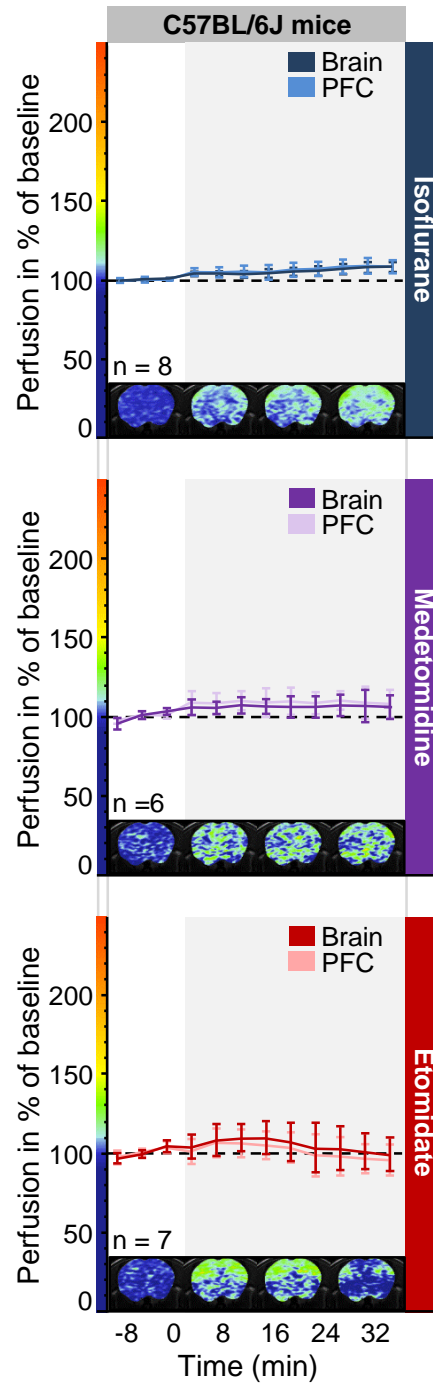 C57BL/6J mice
Perfusion in % of baseline
200
150
100
50
0
Brain
PFC
n = 8
Isoflurane
Perfusion in % of baseline
200
150
100
50
0
Brain
PFC
n =6
Medetomidine
Perfusion in % of baseline
200
150
100
50
0
Brain
PFC
n = 7
Etomidate
-8 0 8 16 24 32
Time (min)